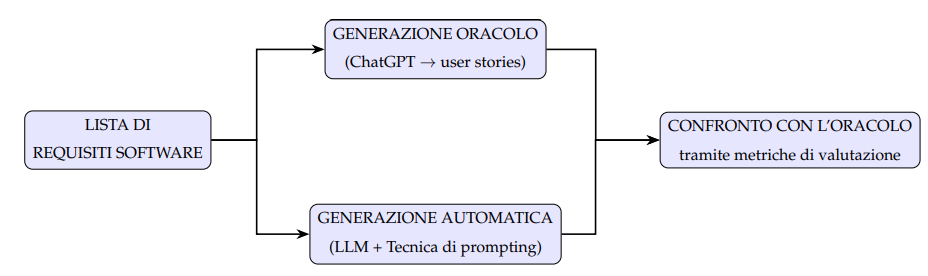 GENERAZIONE ORACOLO
(ChatGPT → user stories)
LISTA DI
REQUISITI SOFTWARE
CONFRONTO CON L'ORACOLO
tramite metriche di valutazione
GENERAZIONE AUTOMATICA
(LLM + Tecnica di prompting)